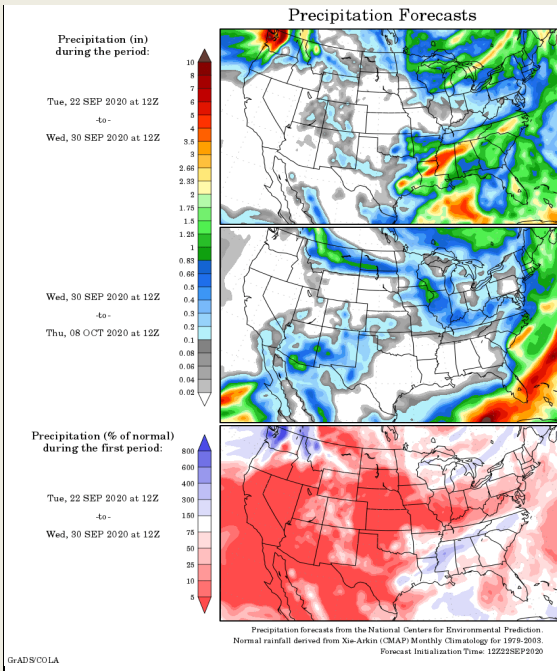 Precipitation Forecasts
Precipitation (in)
during the period:
Tue, 22 SEP 2020 at 12Z
-to-
Wed, 30 SEP 2020 at 12Z
10
8
7
6
5
4
3.5
3
2.66
2.33
2
1.75
1.5
1.25
1
0.83
0.66
0.5
0.4
0.3
0.2
0.1
0.08
0.06
0.04
0.02
Wed, 30 SEP 2020 at 12Z
-to-
Thu, 08 OCT 2020 at 12Z
Precipitation (% of normal)
during the first period:
Tue, 22 SEP 2020 at 12Z
-to-
Wed, 30 SEP 2020 at 12Z
800
600
400
300
150
75
50
25
10
5
Precipitation forecasts from the National Centers for Environmental Prediction.
Normal rainfall derived from Xie-Arkin (CMAP) Monthly Climatology for 1979-2003.
Forecast Initialization Time: 12Z22SEP2020
GrADS/COLA